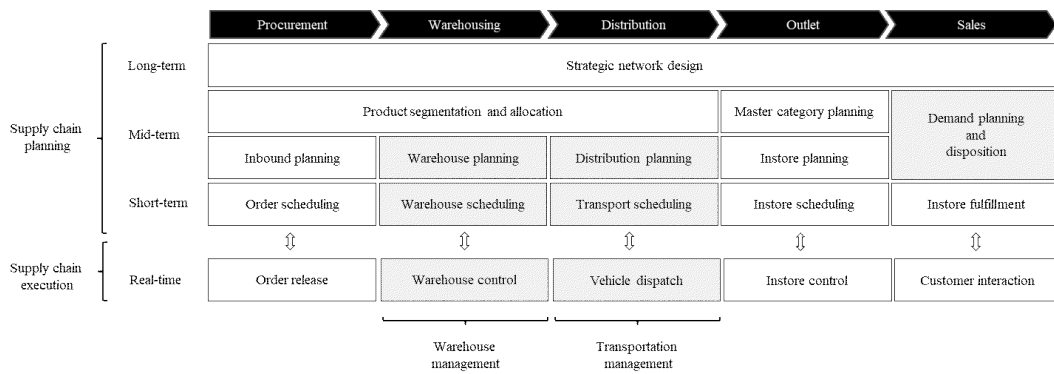 Procurement
Warehousing
Distribution
Outlet
Sales
Long-term
Strategic network design
Supply chain
planning
Mid-term
Product segmentation and allocation
Master category planning
Demand planning
and
disposition
Inbound planning
Warehouse planning
Distribution planning
Instore planning
Short-term
Order scheduling
Warehouse scheduling
Transport scheduling
Instore scheduling
Instore fulfillment
Supply chain
execution
Real-time
Order release
Warehouse control
Vehicle dispatch
Instore control
Customer interaction
Warehouse
management
Transportation
management